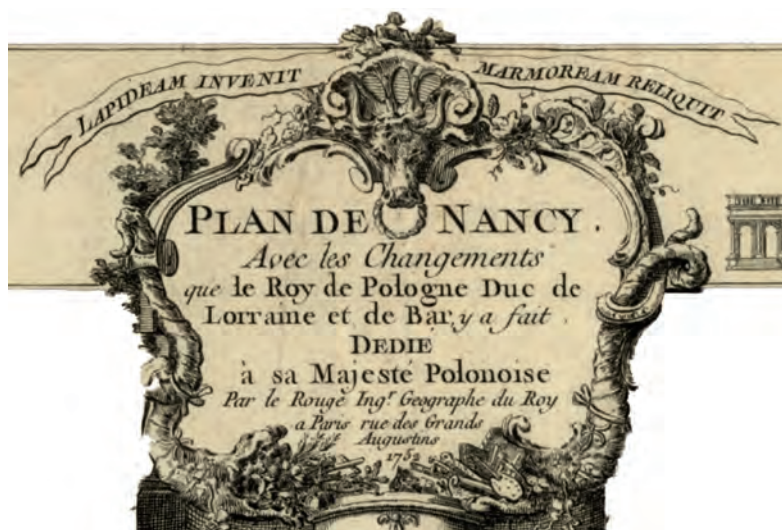 LAPIDEAM INVENIT MARMOREAM RELIQUIT
PLAN DE NANCY.
Avec les Changements
que le Roy de Pologne Duc de
Lorraine et de Bar, y a fait.
DEDIE
à sa Majesté Polonoise
Par le Rouge Ingr. Geographe du Roy
a Paris rue des Grands
Augustins
1752